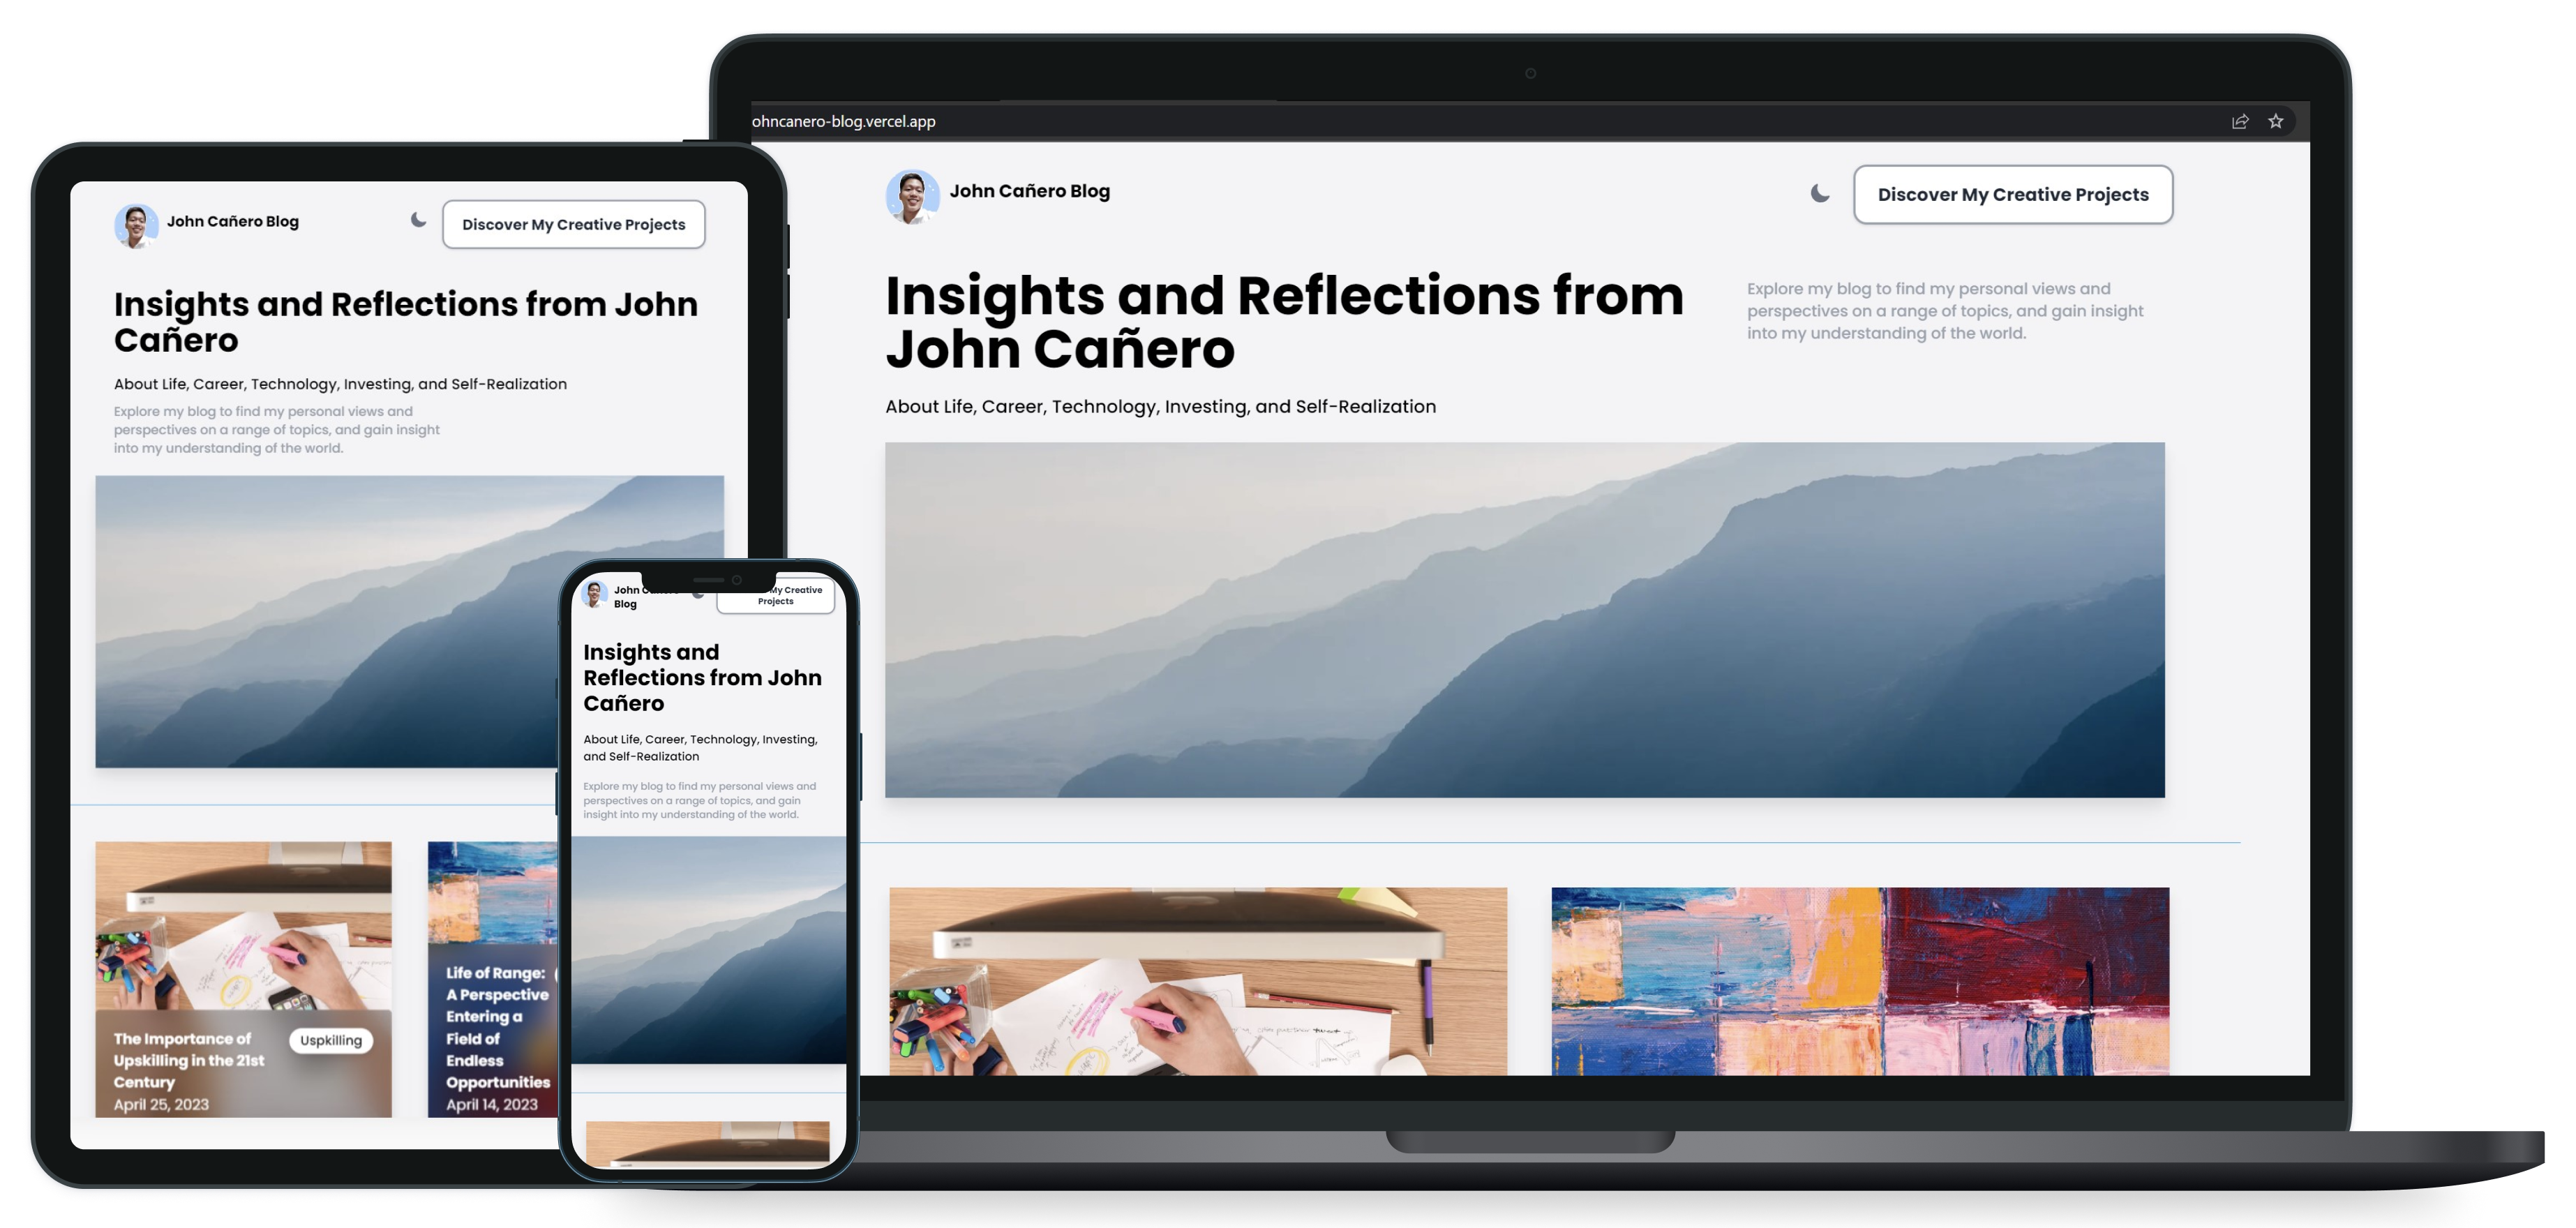 John Cañero Blog
Discover My Creative Projects
Insights and Reflections from John
Cañero
About Life, Career, Technology, Investing, and Self-Realization
Explore my blog to find my personal views and
perspectives on a range of topics, and gain insight
into my understanding of the world.
The Importance of
Upskilling in the 21st
Century
April 25, 2023
Uspkilling
Life of Range:
A Perspective
Entering a
Field of
Endless
Opportunities
April 14, 2023
John
Blog
My Creative
Projects
Insights and
Reflections from John
Cañero
About Life, Career, Technology, Investing,
and Self-Realization
Explore my blog to find my personal views and
perspectives on a range of topics, and gain
insight into my understanding of the world.
ohncanero-blog.vercel.app
John Cañero Blog
Discover My Creative Projects
Insights and Reflections from
John Cañero
About Life, Career, Technology, Investing, and Self-Realization
Explore my blog to find my personal views and
perspectives on a range of topics, and gain insight
into my understanding of the world.